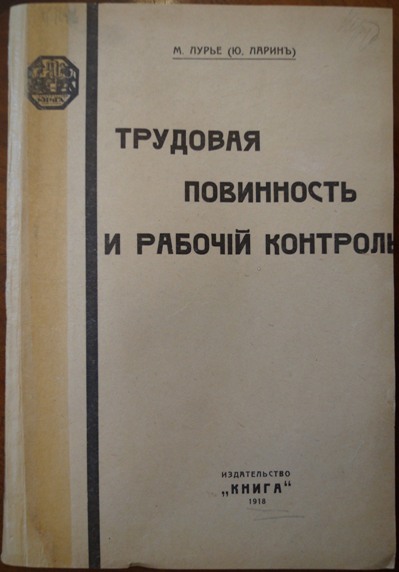 М. ЛУРЬЕ (Ю. ЛАРИНЪ)
ТРУДОВАЯ
ПОВИННОСТЬ
И РАБОЧІЙ КОНТРОЛЬ
ИЗДАТЕЛЬСТВО
„КНИГА“
1918